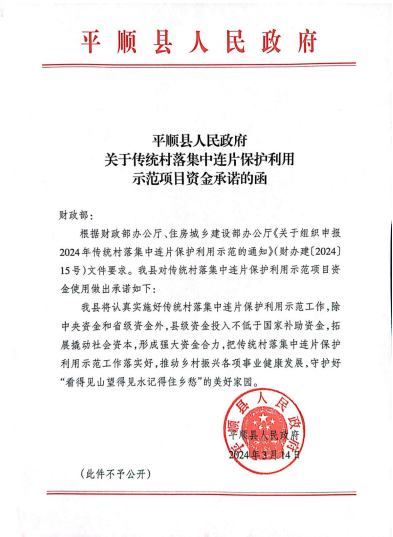 平顺县人民政府
平顺县人民政府
关于传统村落集中连片保护利用
示范项目资金承诺的函
财政部：
根据财政部办公厅、住房城乡建设部办公厅《关于组织申报
2024年传统村落集中连片保护利用示范的通知》（财办建〔2024〕
15号）文件要求。我县对传统村落集中连片保护利用示范项目资
金使用做出承诺如下：
我县将认真实施好传统村落集中连片保护利用示范工作，除
中央资金和省级资金外，县级资金投入不低于国家补助资金，拓
展撬动社会资本，形成强大资金合力，把传统村落集中连片保护
利用示范工作落实好，推动乡村振兴各项事业健康发展，守护好
“看得见山望得见水记得住乡愁”的美好家园。
平顺县人民政府
平顺县人民政府
2024年3月14日
（此件不予公开）